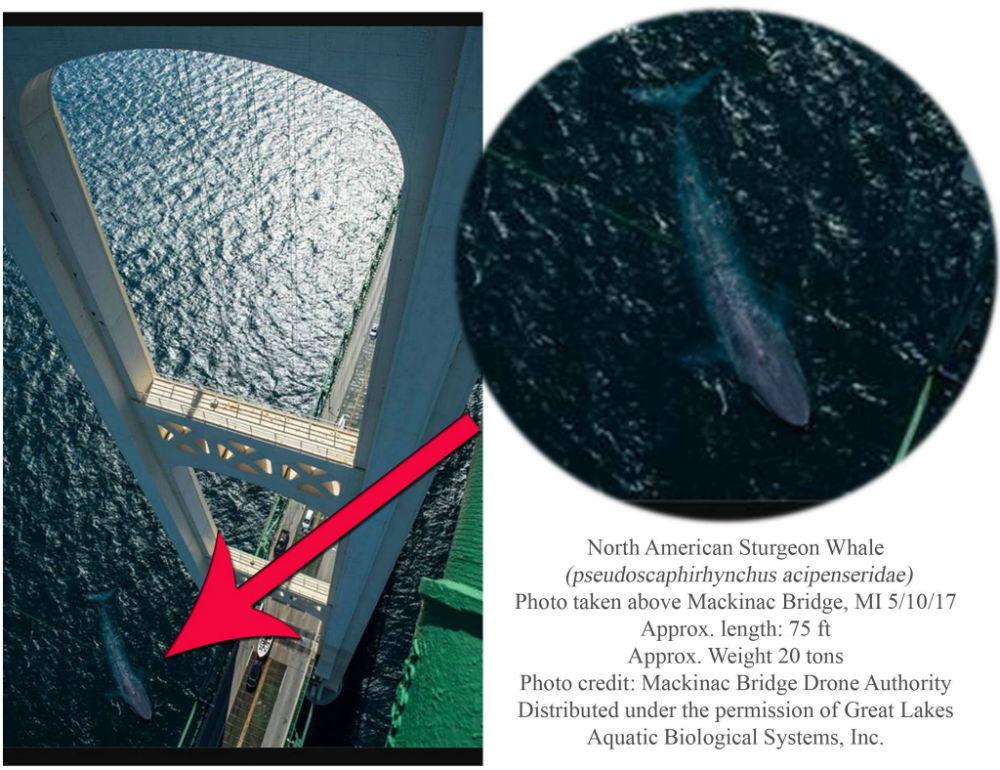 North American Sturgeon Whale
(pseudoscaphirhynchus acipenseridae)
Photo taken above Mackinac Bridge, MI 5/10/17
Approx. length: 75 ft
Approx. Weight 20 tons
Photo credit: Mackinac Bridge Drone Authority
Distributed under the permission of Great Lakes
Aquatic Biological Systems, Inc.